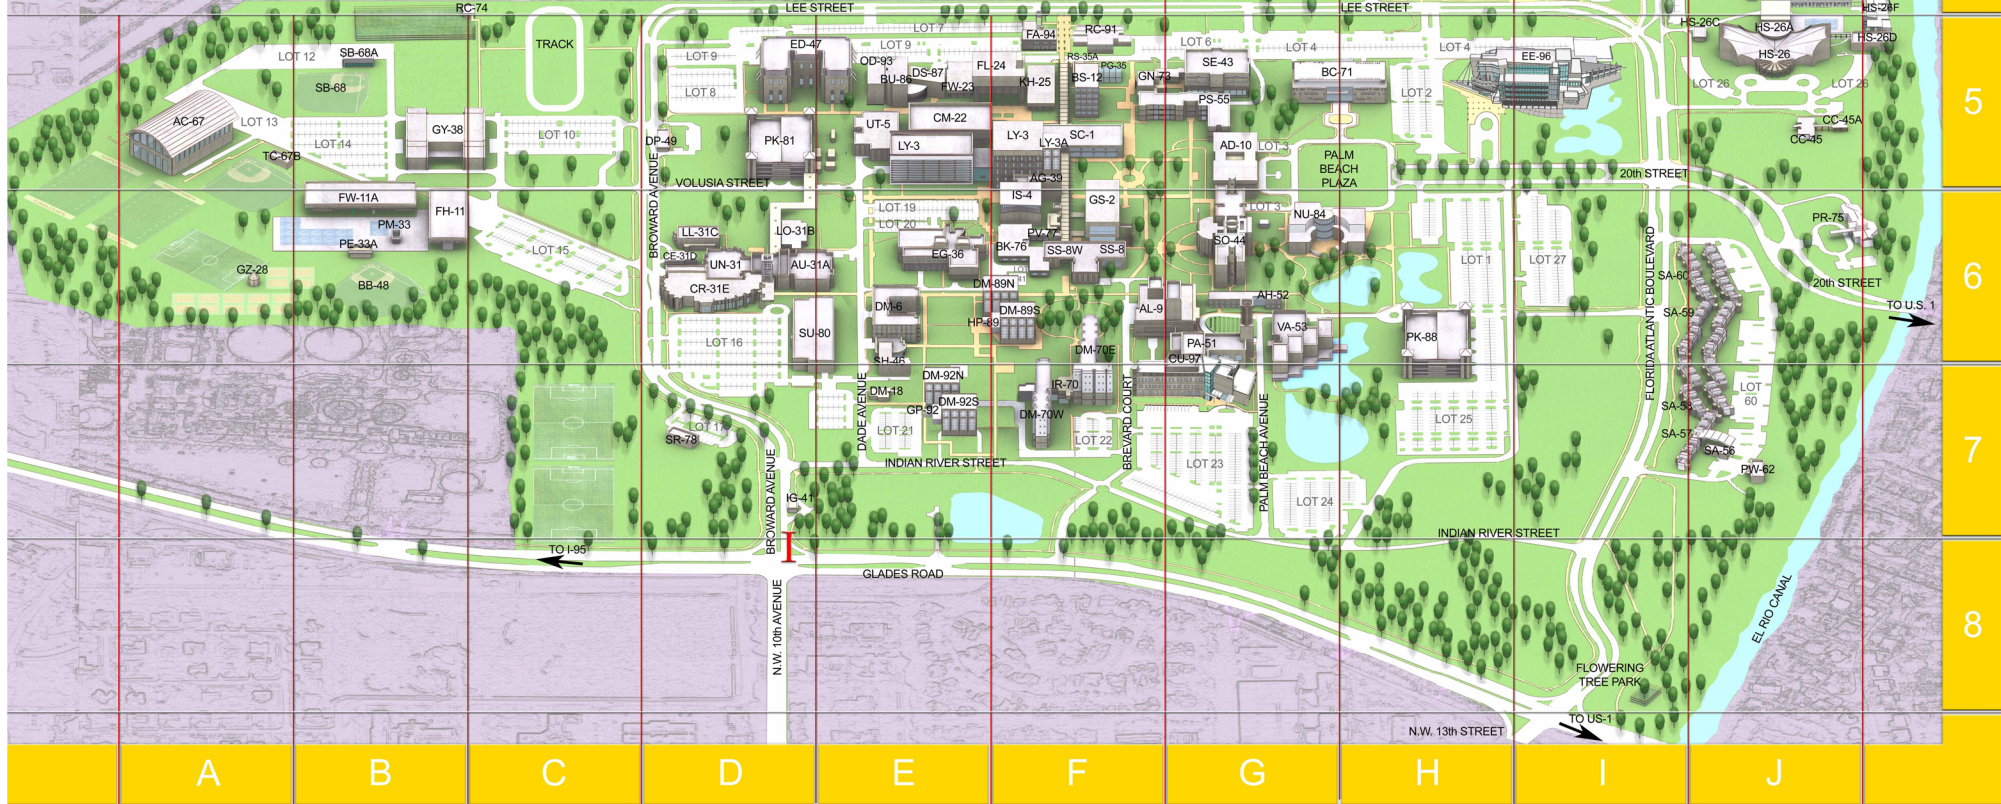 RC-74
LEE STREET
LEE STREET
HS-26F
HS-26C
HS-26A
HS-26D
HS-26
LOT 7
FA-94
RC-91
TRACK
ED-47
LOT 9
LOT 9
LOT 6
LOT 4
LOT 4
LOT 12
SB-68A
OD-93
BU-86
DS-87
FL-24
RS-35A
PG-35
SE-43
EE-96
SB-68
LOT 8
FW-23
KH-25
BS-12
GN-73
BC-71
LOT 2
LOT 26
LOT 26
5
PS-55
AC-67
LOT 13
GY-38
LOT 10
UT-5
CM-22
CC-45A
CC-45
LOT 14
DP-49
PK-81
LY-3
LY-3
LY-3A
SC-1
AD-10
LOT 3
TC-67B
PALM
BEACH
PLAZA
20th STREET
VOLUSIA STREET
AG-39
FW-11A
FH-11
IS-4
GS-2
LOT 19
LOT 20
LOT 3
NU-84
PR-75
PM-33
LL-31C
LO-31B
PV-77
PE-33A
LOT 15
BROWARD AVENUE
CE-31D
UN-31
AU-31A
EG-36
BK-76
SS-8W
SS-8
SO-44
LOT 1
LOT 27
GZ-28
BB-48
CR-31E
LOT 41
DM-89N
SA-60
20th STREET
6
DM-6
DM-89S
HP-89
AL-9
AH-52
TO U.S. 1
SA-59
FLORIDA ATLANTIC BOULEVARD
SU-80
LOT 16
VA-53
PA-51
PK-88
DM-70E
CU-97
SH-46
DM-92N
IR-70
DM-18
GP-92
DM-92S
DM-70W
LOT 60
SA-58
LOT 17
SR-78
DADE AVENUE
LOT 21
LOT 22
BREVARD COURT
LOT 25
SA-57
SA-56
7
INDIAN RIVER STREET
LOT 23
PALM BEACH AVENUE
PW-62
BROWARD AVENUE
IG-41
LOT 24
I
INDIAN RIVER STREET
TO I-95
GLADES ROAD
N.W. 10th AVENUE
EL RIO CANAL
8
FLOWERING
TREE PARK
TO US-1
N.W. 13th STREET
A B C D E F G H I J